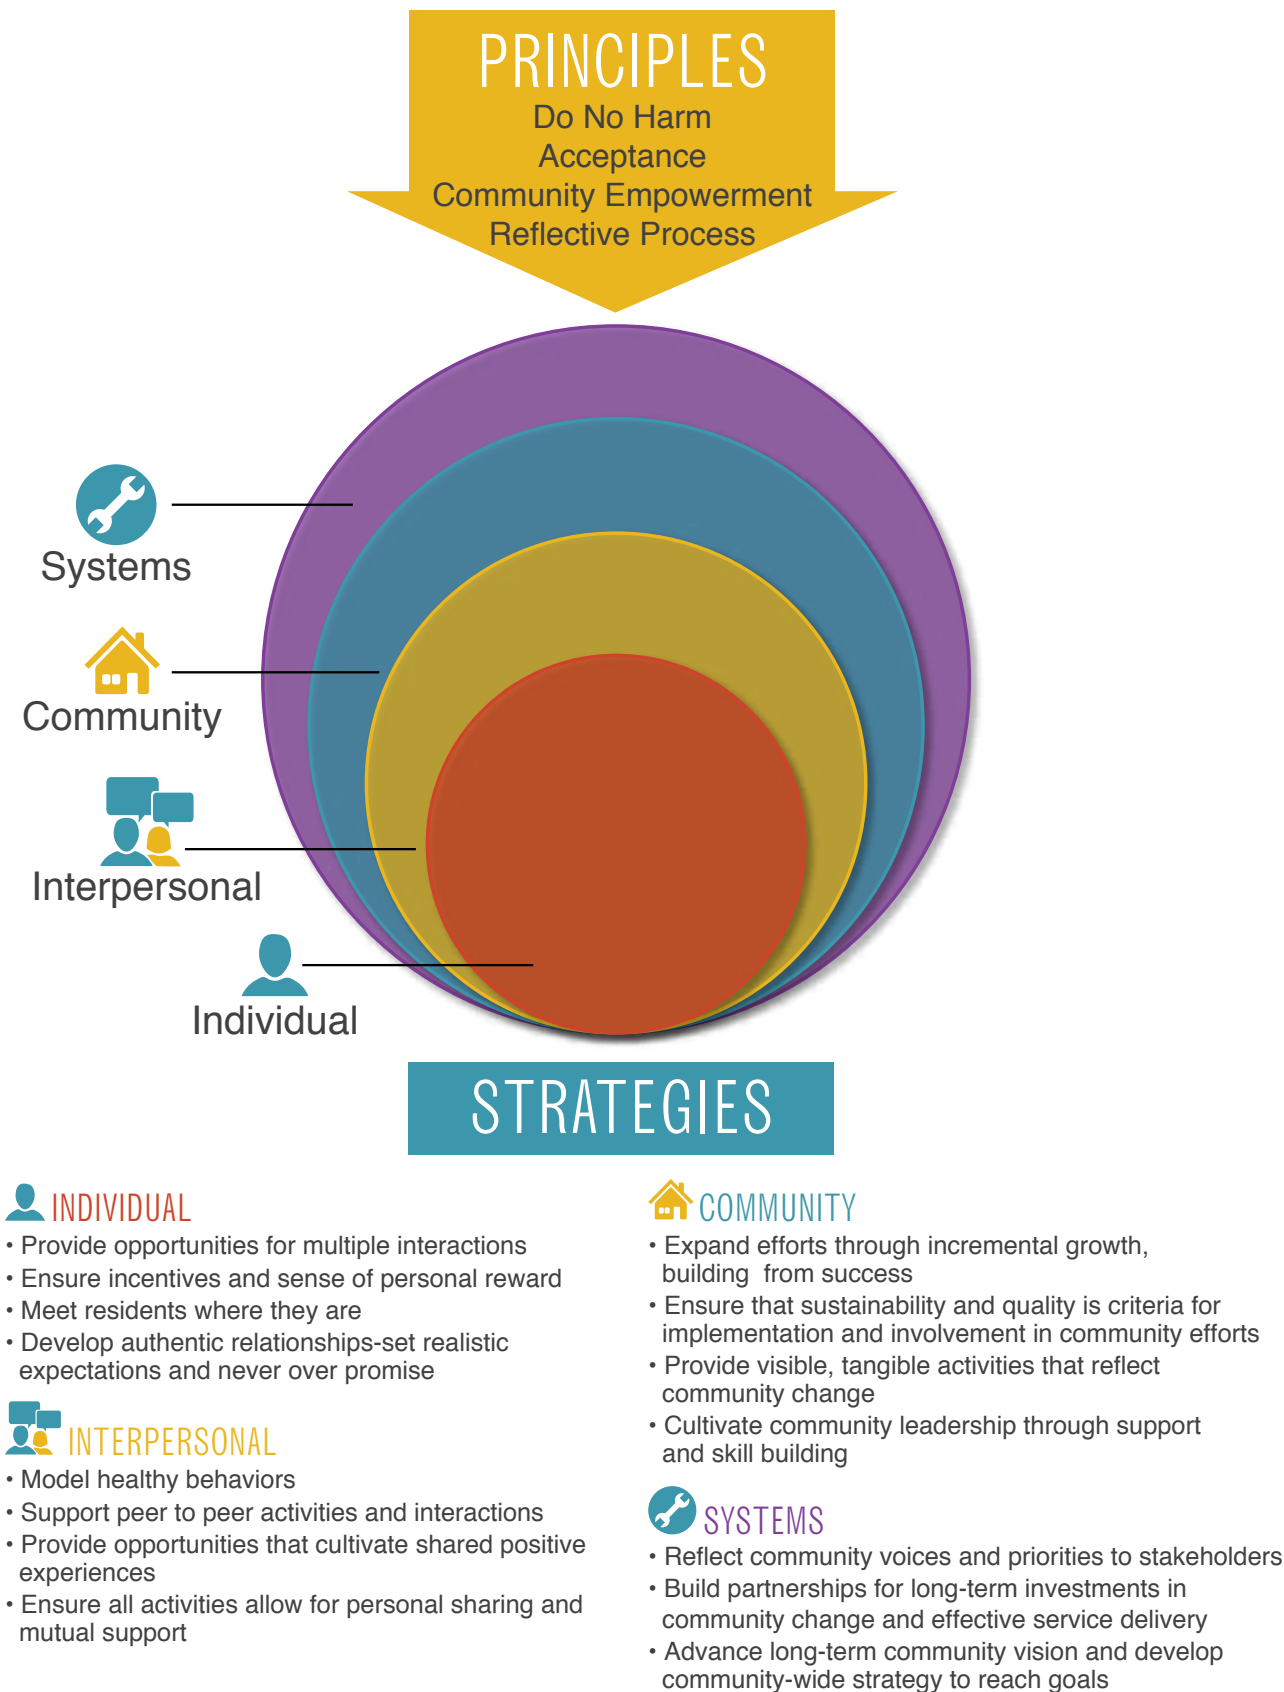 PRINCIPLES
Do No Harm
Acceptance
Community Empowerment
Reflective Process
Systems
Community
Interpersonal
Individual
STRATEGIES
INDIVIDUAL
• Provide opportunities for multiple interactions
• Ensure incentives and sense of personal reward
• Meet residents where they are
• Develop authentic relationships-set realistic
expectations and never over promise
INTERPERSONAL
• Model healthy behaviors
• Support peer to peer activities and interactions
• Provide opportunities that cultivate shared positive
experiences
• Ensure all activities allow for personal sharing and
mutual support
COMMUNITY
• Expand efforts through incremental growth,
building from success
• Ensure that sustainability and quality is criteria for
implementation and involvement in community efforts
• Provide visible, tangible activities that reflect
community change
• Cultivate community leadership through support
and skill building
SYSTEMS
• Reflect community voices and priorities to stakeholders
• Build partnerships for long-term investments in
community change and effective service delivery
• Advance long-term community vision and develop
community-wide strategy to reach goals